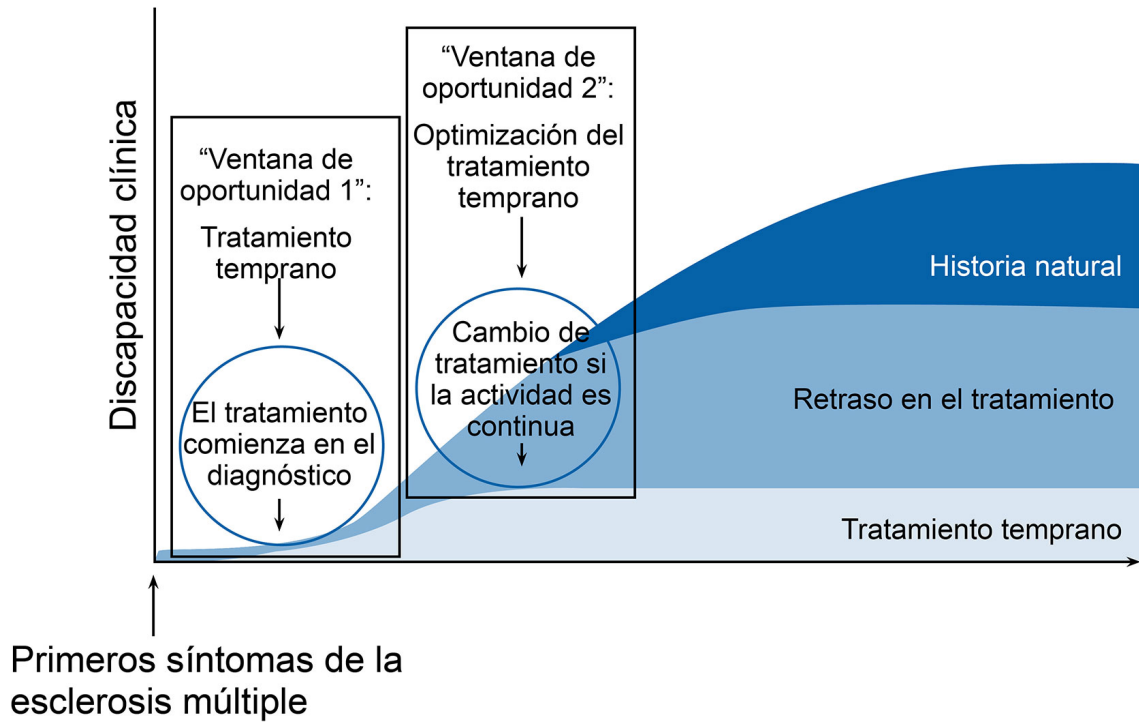 Discapacidad clínica
“Ventana de
oportunidad 1”:
Tratamiento
temprano
El tratamiento
comienza en el
diagnóstico
“Ventana de
oportunidad 2”:
Optimización del
tratamiento
temprano
Cambio de
tratamiento si
la actividad es
continua
Historia natural
Retraso en el tratamiento
Tratamiento temprano
Primeros síntomas de la
esclerosis múltiple